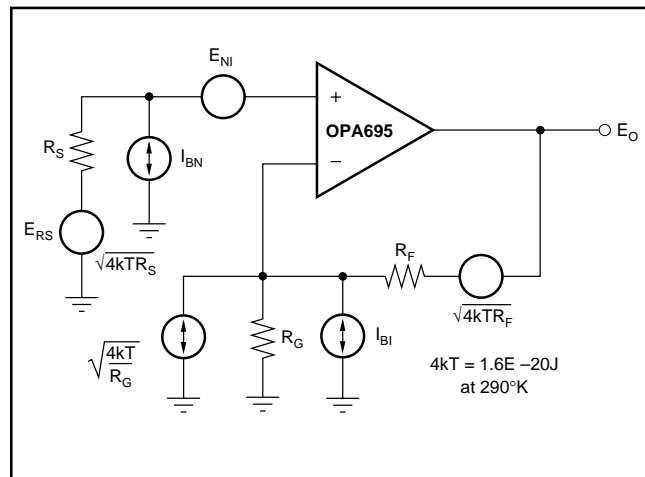 E_NI
+
OPA695
−
E_O
R_S
I_BN
E_RS
√4kTR_S
R_F
√4kTR_F
√4kT/R_G
R_G
I_BI
4kT = 1.6E –20J
at 290°K